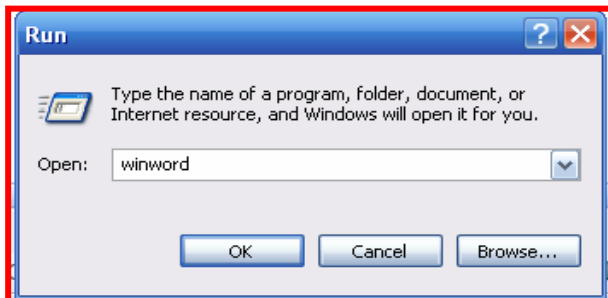 Run
Type the name of a program, folder, document, or
Internet resource, and Windows will open it for you.
Open: winword
OK Cancel Browse...